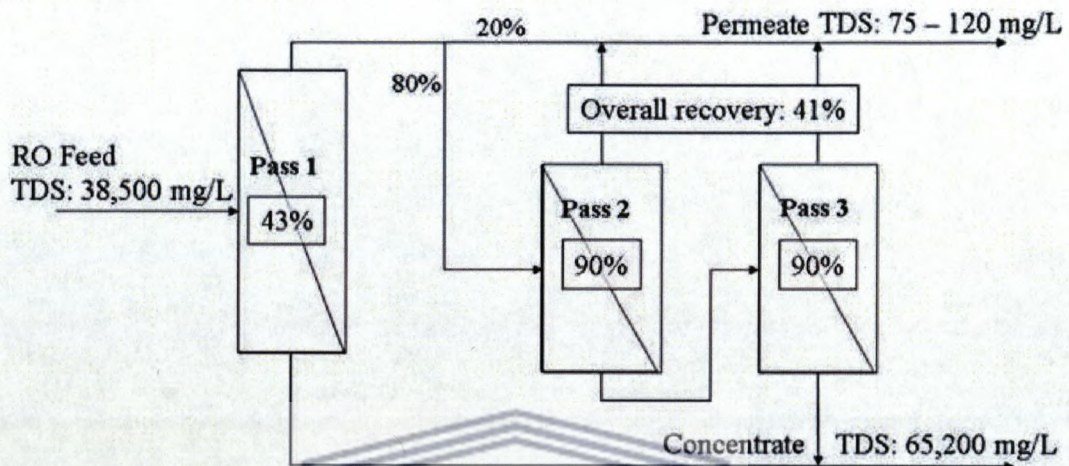 20%
Permeate TDS: 75 – 120 mg/L
80%
Overall recovery: 41%
RO Feed
TDS: 38,500 mg/L
Pass 1
43%
Pass 2
90%
Pass 3
90%
Concentrate TDS: 65,200 mg/L